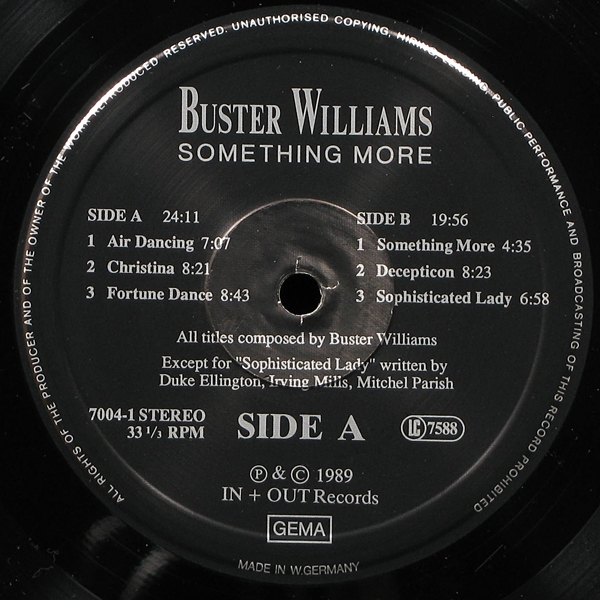 ALL RIGHTS OF THE PRODUCER AND OF THE OWNER OF THE WORK REPRODUCED RESERVED. UNAUTHORISED COPYING, HIRING, LENDING, PUBLIC PERFORMANCE AND BROADCASTING OF THIS RECORD PROHIBITED
BUSTER WILLIAMS
SOMETHING MORE
SIDE A 24:11
1 Air Dancing 7:07
2 Christina 8:21
3 Fortune Dance 8:43
SIDE B 19:56
1 Something More 4:35
2 Decepticon 8:23
3 Sophisticated Lady 6:58
All titles composed by Buster Williams
Except for "Sophisticated Lady" written by
Duke Ellington, Irving Mills, Mitchel Parish
7004-1 STEREO
33 1/3 RPM
SIDE A
LC 7588
℗ & © 1989
IN + OUT Records
GEMA
MADE IN W.GERMANY